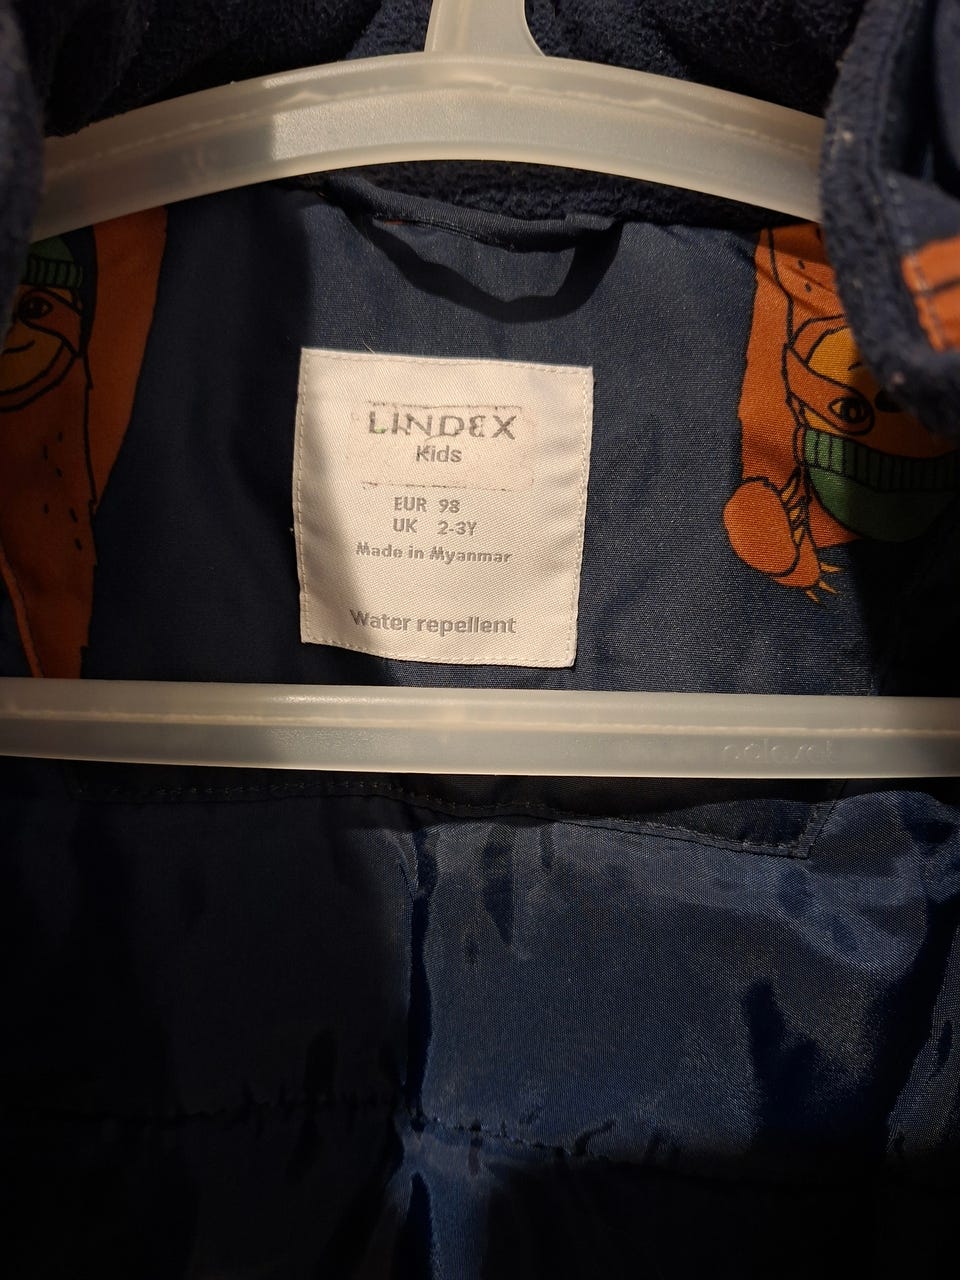 LINDEX
Kids
EUR 98
UK 2-3Y
Made in Myanmar
Water repellent